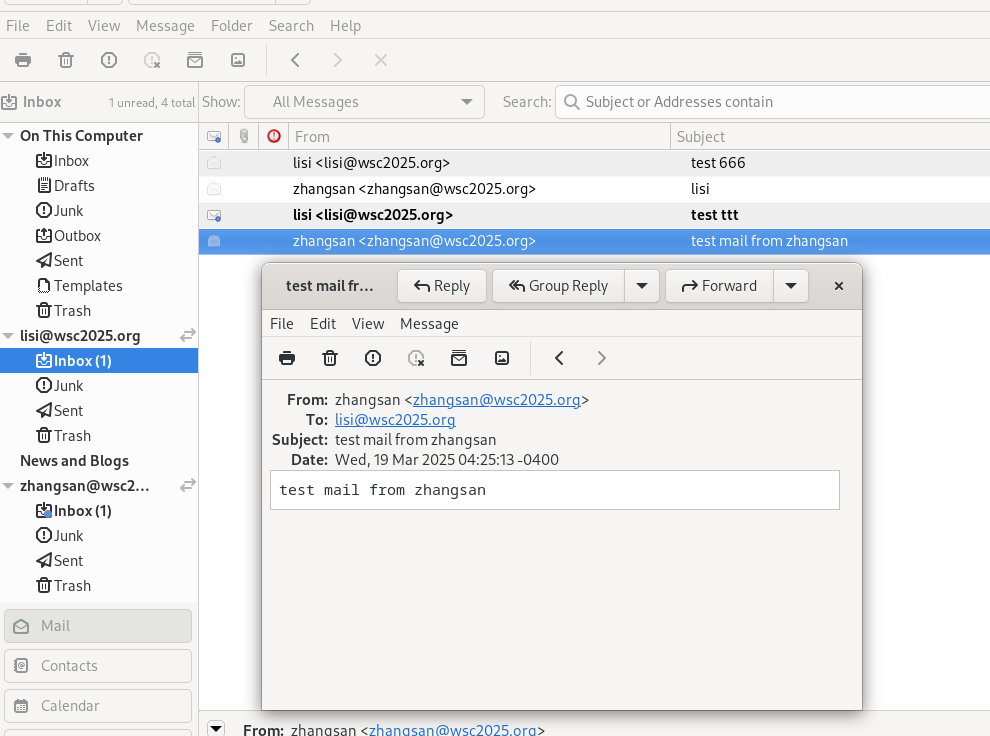 File Edit View Message Folder Search Help
Inbox 1 unread, 4 total Show: All Messages Search: Subject or Addresses contain
On This Computer
Inbox
Drafts
Junk
Outbox
Sent
Templates
Trash
lisi@wsc2025.org
Inbox (1)
Junk
Sent
Trash
News and Blogs
zhangsan@wsc2...
Inbox (1)
Junk
Sent
Trash
Mail
Contacts
Calendar
From Subject
lisi <lisi@wsc2025.org> test 666
zhangsan <zhangsan@wsc2025.org> lisi
lisi <lisi@wsc2025.org> test ttt
zhangsan <zhangsan@wsc2025.org> test mail from zhangsan
test mail fr... Reply Group Reply Forward
File Edit View Message
From: zhangsan <zhangsan@wsc2025.org>
To: lisi@wsc2025.org
Subject: test mail from zhangsan
Date: Wed, 19 Mar 2025 04:25:13 -0400
test mail from zhangsan
From: zhangsan <zhangsan@wsc2025.org>